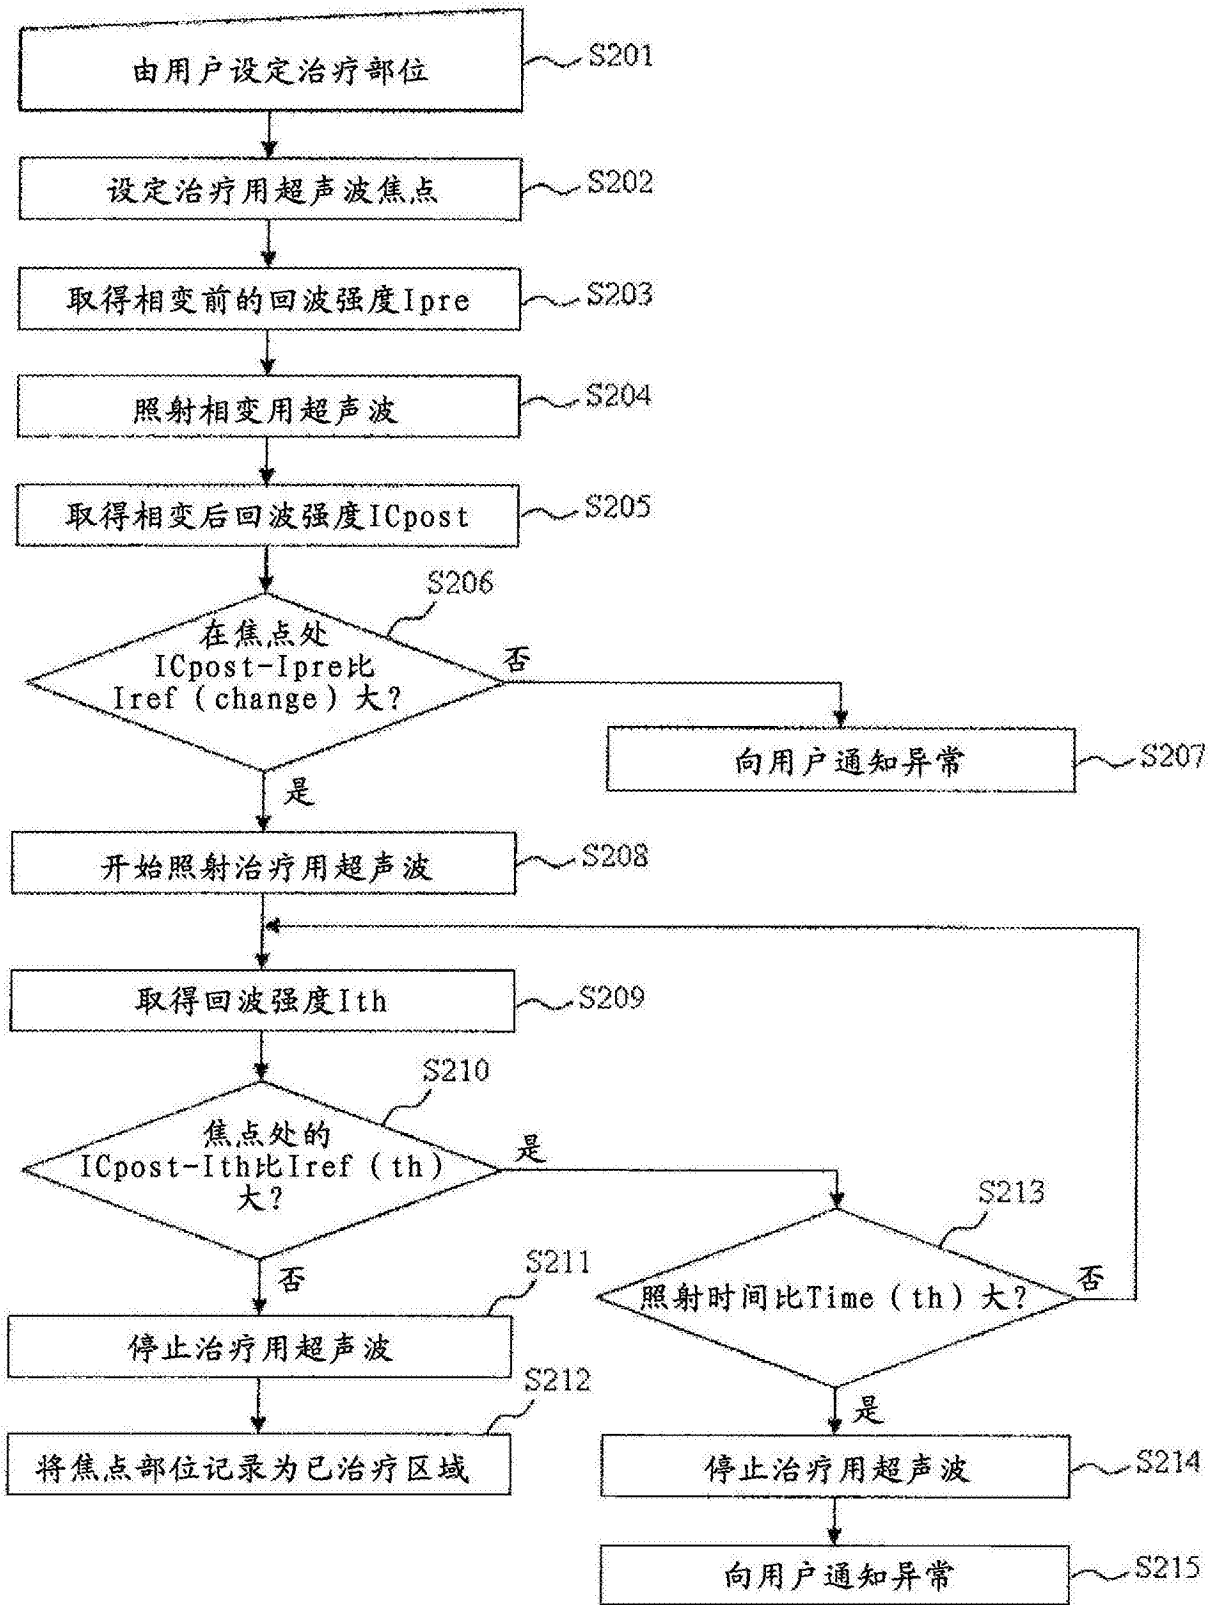 由用户设定治疗部位
S201
设定治疗用超声波焦点
S202
取得相变前的回波强度Ipre
S203
照射相变用超声波
S204
取得相变后回波强度ICpost
S205
S206
在焦点处
ICpost-Ipre比
Iref（change）大?
否
向用户通知异常
S207
是
开始照射治疗用超声波
S208
取得回波强度Ith
S209
S210
焦点处的
ICpost-Ith比Iref（th）
大?
是
S213
照射时间比Time（th）大?
否
否
S211
停止治疗用超声波
S212
将焦点部位记录为已治疗区域
是
停止治疗用超声波
S214
向用户通知异常
S215